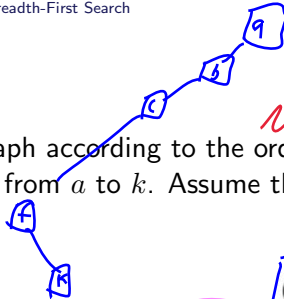 readth-First Search
a
b
c
aph according to the ord
from a to k. Assume th
f
k